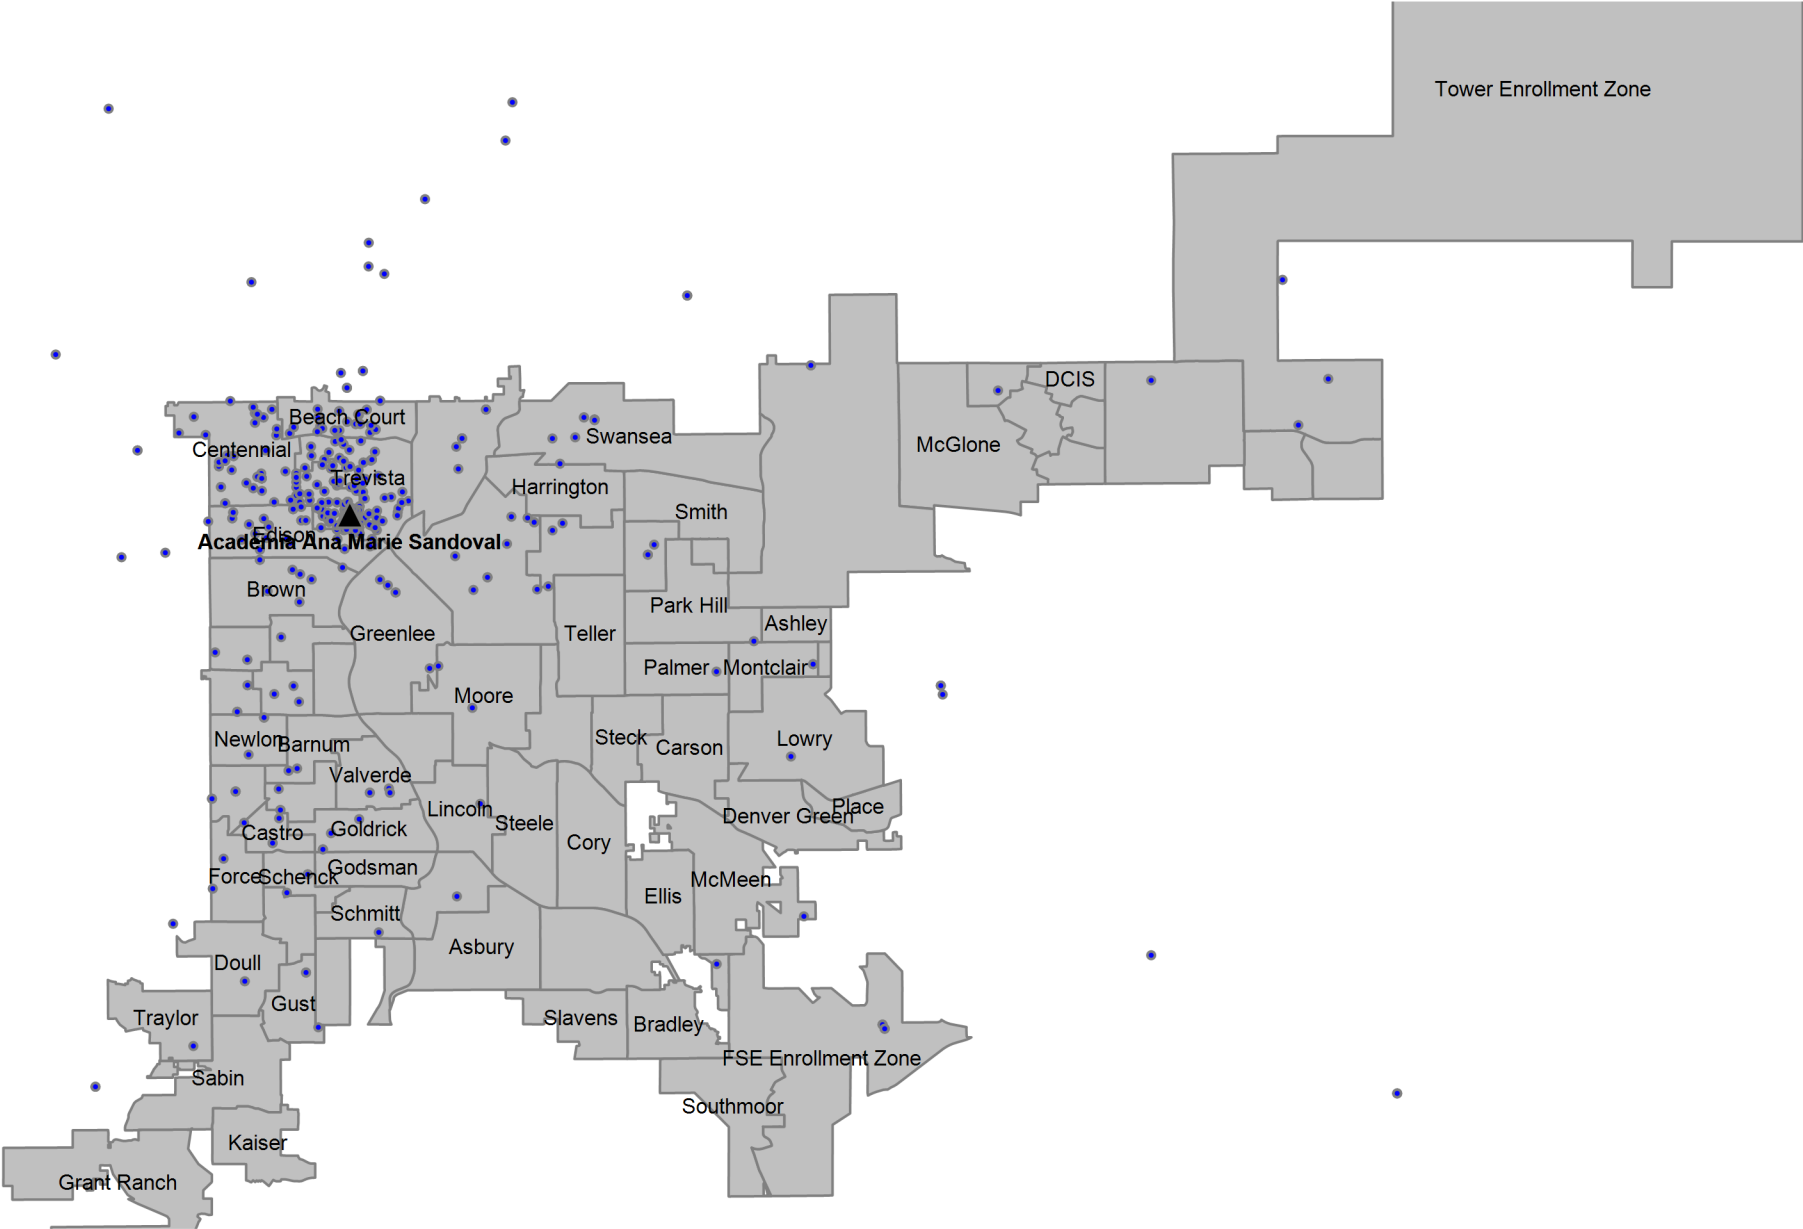 Tower Enrollment Zone
DCIS
Beach Court
Swansea
McGlone
Centennial
Trevista
Harrington
Smith
Edison
Academia Ana Marie Sandoval
Brown
Park Hill
Ashley
Greenlee
Teller
Palmer
Montclair
Moore
Newlon
Barnum
Steck
Carson
Lowry
Valverde
Lincoln
Steele
Denver Green
Place
Castro
Goldrick
Cory
Force
Schenck
Godsman
McMeen
Ellis
Schmitt
Asbury
Doull
Gust
Traylor
Slavens
Bradley
FSE Enrollment Zone
Sabin
Southmoor
Kaiser
Grant Ranch